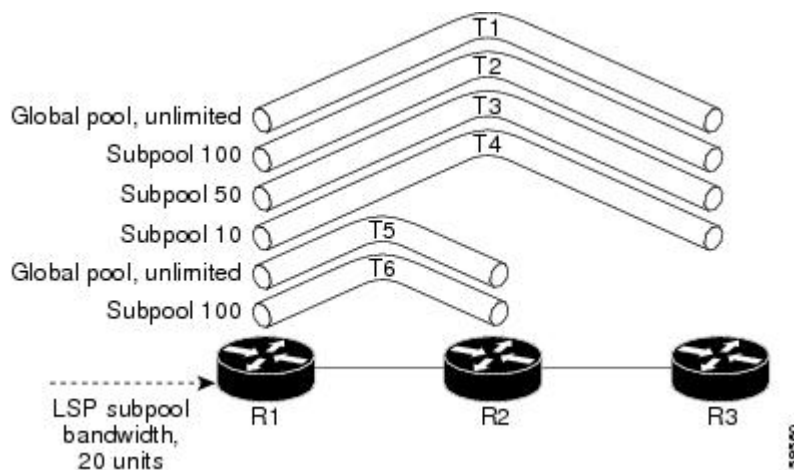 T1
T2
Global pool, unlimited
T3
Subpool 100
T4
Subpool 50
Subpool 10
T5
Global pool, unlimited
T6
Subpool 100
LSP subpool
bandwidth,
20 units
R1
R2
R3